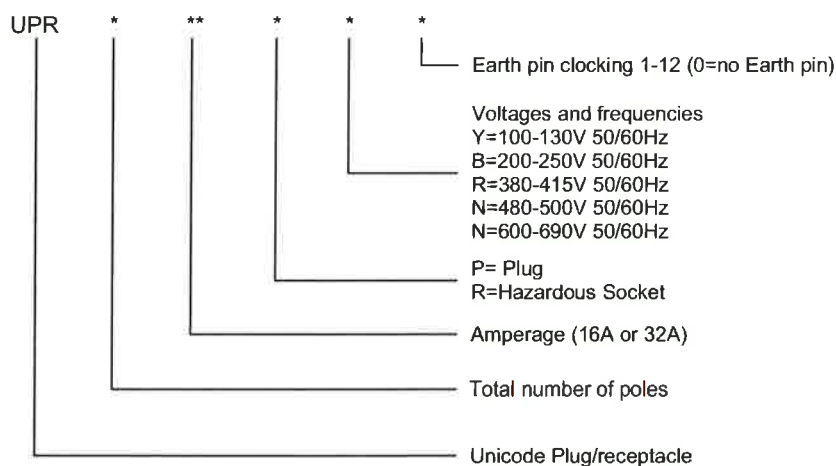 UPR * ** * * *
Earth pin clocking 1-12 (0=no Earth pin)
Voltages and frequencies
Y=100-130V 50/60Hz
B=200-250V 50/60Hz
R=380-415V 50/60Hz
N=480-500V 50/60Hz
N=600-690V 50/60Hz
P= Plug
R=Hazardous Socket
Amperage (16A or 32A)
Total number of poles
Unicode Plug/receptacle